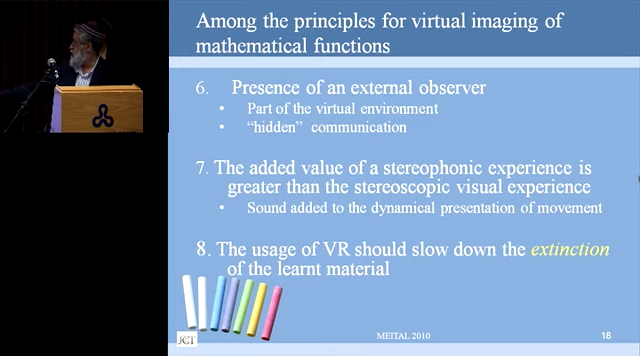 Among the principles for virtual imaging of
mathematical functions
6. Presence of an external observer
• Part of the virtual environment
• "hidden" communication
7. The added value of a stereophonic experience is
greater than the stereoscopic visual experience
• Sound added to the dynamical presentation of movement
8. The usage of VR should slow down the extinction
of the learnt material
JCT
MEITAL 2010
18